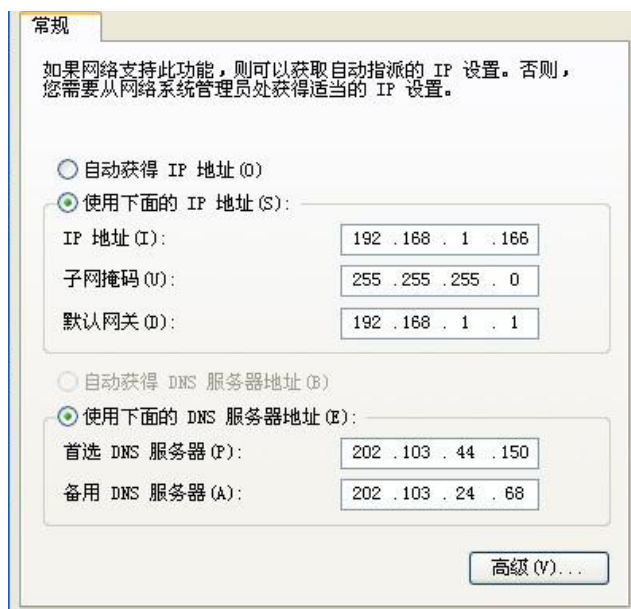 常规
如果网络支持此功能，则可以获取自动指派的 IP 设置。否则，
您需要从网络系统管理员处获得适当的 IP 设置。
自动获得 IP 地址(O)
使用下面的 IP 地址(S):
IP 地址(I): 192 .168 . 1 .166
子网掩码(U): 255 .255 .255 . 0
默认网关(D): 192 .168 . 1 . 1
自动获得 DNS 服务器地址(B)
使用下面的 DNS 服务器地址(E):
首选 DNS 服务器(P): 202 .103 . 44 .150
备用 DNS 服务器(A): 202 .103 . 24 . 68
高级(V)...